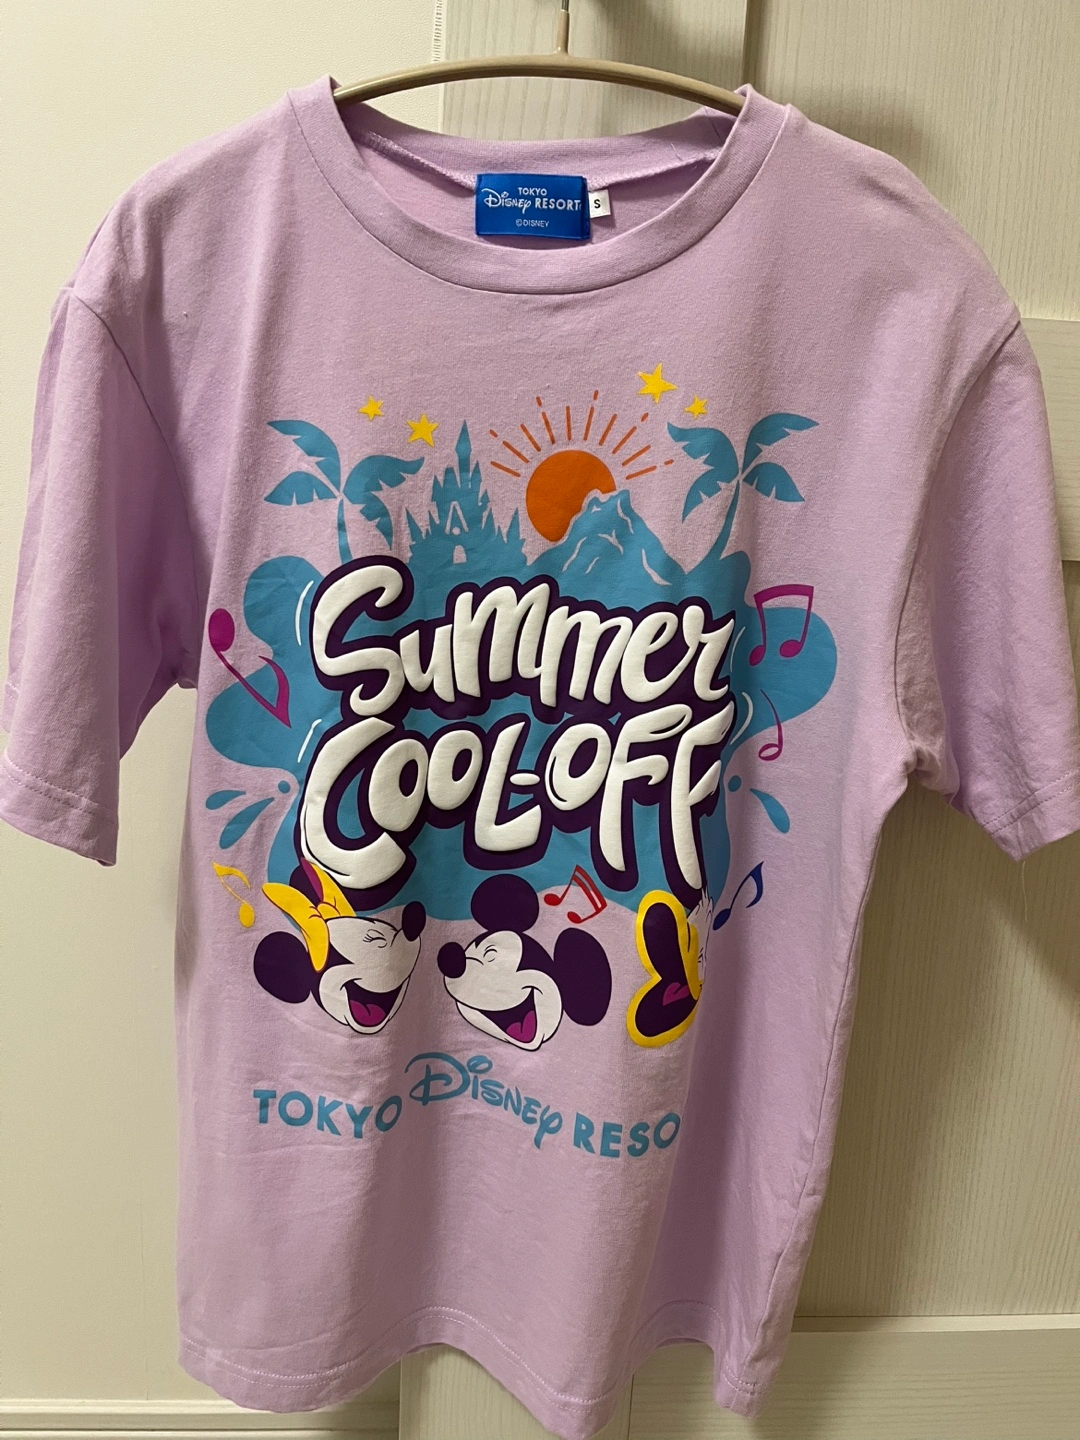 TOKYO
Disney RESORT
©DISNEY
S
Summer
COOL-OFF
TOKYO Disney RESO